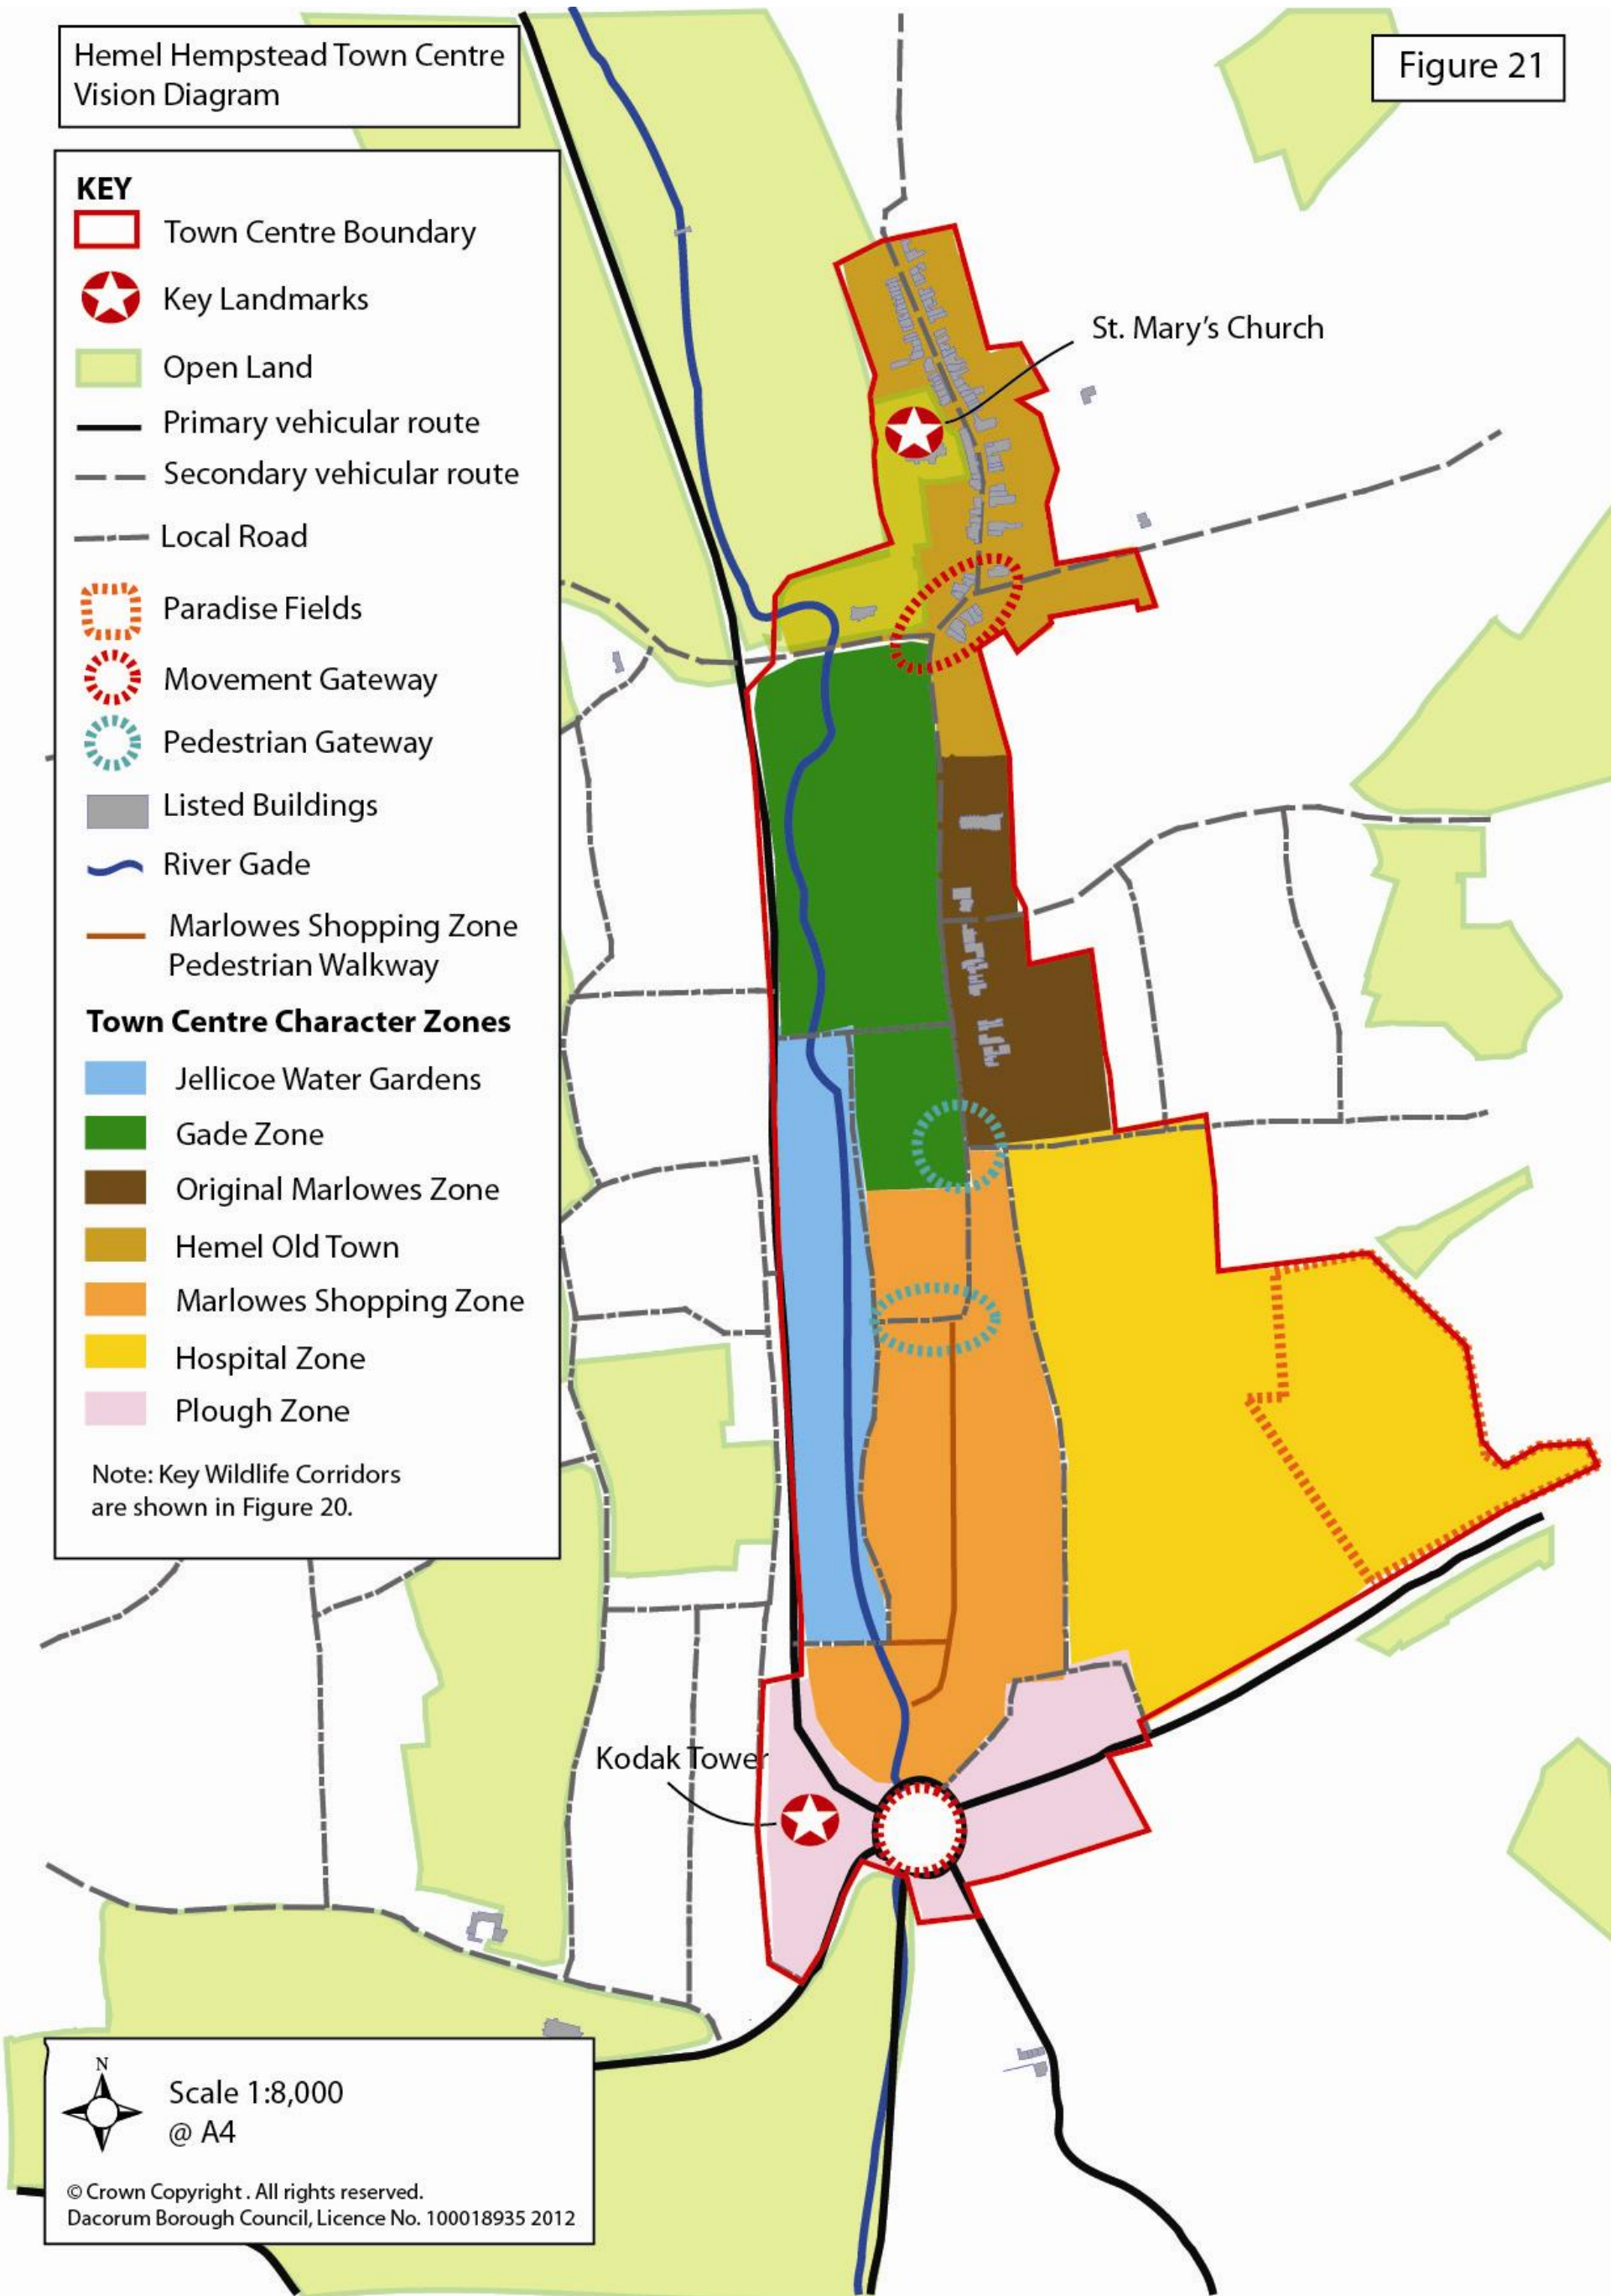 Hemel Hempstead Town Centre
Vision Diagram
Figure 21
KEY
Town Centre Boundary
Key Landmarks
Open Land
Primary vehicular route
Secondary vehicular route
Local Road
Paradise Fields
Movement Gateway
Pedestrian Gateway
Listed Buildings
River Gade
Marlowes Shopping Zone
Pedestrian Walkway
Town Centre Character Zones
Jellicoe Water Gardens
Gade Zone
Original Marlowes Zone
Hemel Old Town
Marlowes Shopping Zone
Hospital Zone
Plough Zone
Note: Key Wildlife Corridors
are shown in Figure 20.
St. Mary's Church
Kodak Tower
N
Scale 1:8,000
@ A4
© Crown Copyright . All rights reserved.
Dacorum Borough Council, Licence No. 100018935 2012